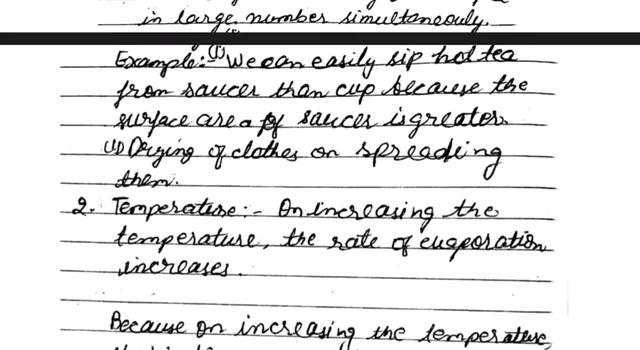 in large number simultaneouly.
Example:(i) We can easily sip hot tea
from saucer than cup because the
surface area of saucer is greater.
(ii) Drying of clothes on spreading
them.
2. Temperature:- On increasing the
temperature, the rate of evaporation
increases.
Because on increasing the temperature,